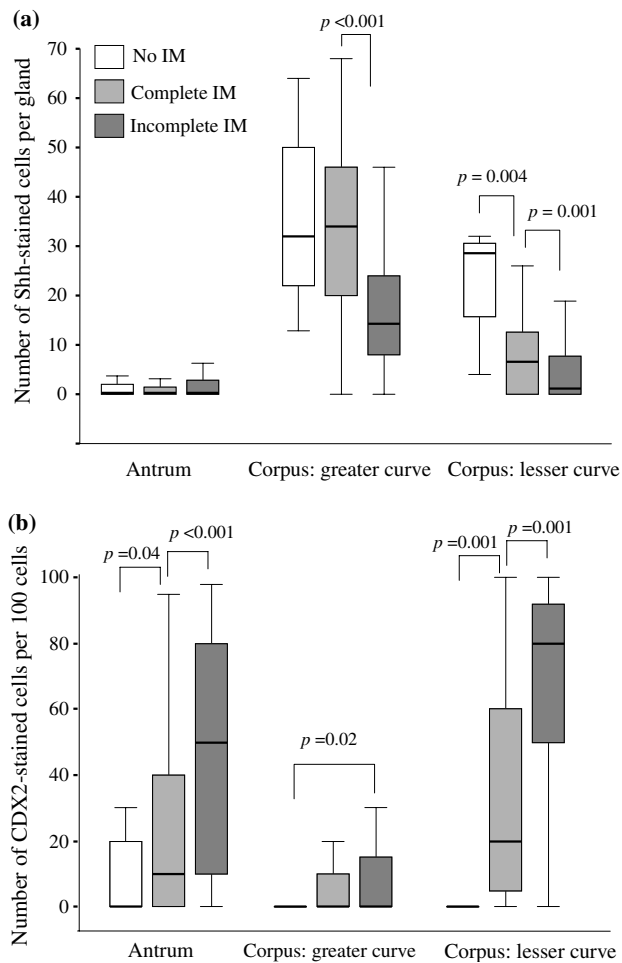 (a)
p <0.001
No IM
Complete IM
Incomplete IM
Number of Shh-stained cells per gland
70
60
50
40
30
20
10
0
p = 0.004
p = 0.001
Antrum
Corpus: greater curve
Corpus: lesser curve
(b)
Number of CDX2-stained cells per 100 cells
100
80
60
40
20
0
p =0.04
p <0.001
p =0.02
p =0.001
p =0.001
Antrum
Corpus: greater curve
Corpus: lesser curve